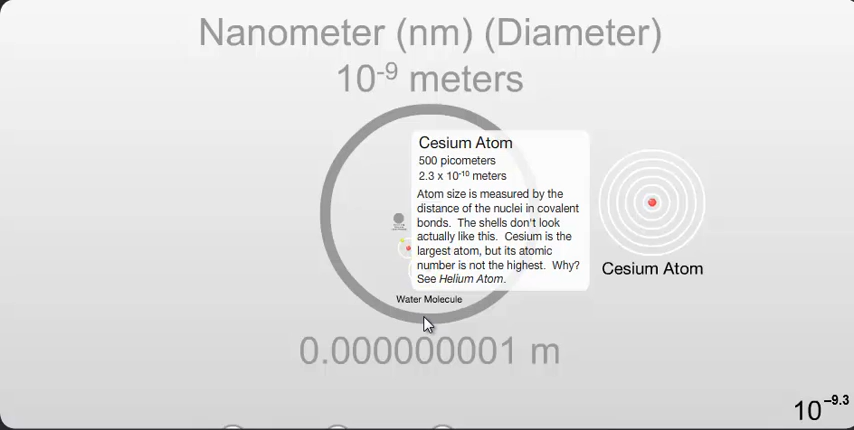 Nanometer (nm) (Diameter)
10⁻⁹ meters
Cesium Atom
500 picometers
2.3 x 10⁻¹⁰ meters
Atom size is measured by the
distance of the nuclei in covalent
bonds. The shells don't look
actually like this. Cesium is the
largest atom, but its atomic
number is not the highest. Why?
See Helium Atom.
Cesium Atom
Water Molecule
0.000000001 m
10⁻⁹·³